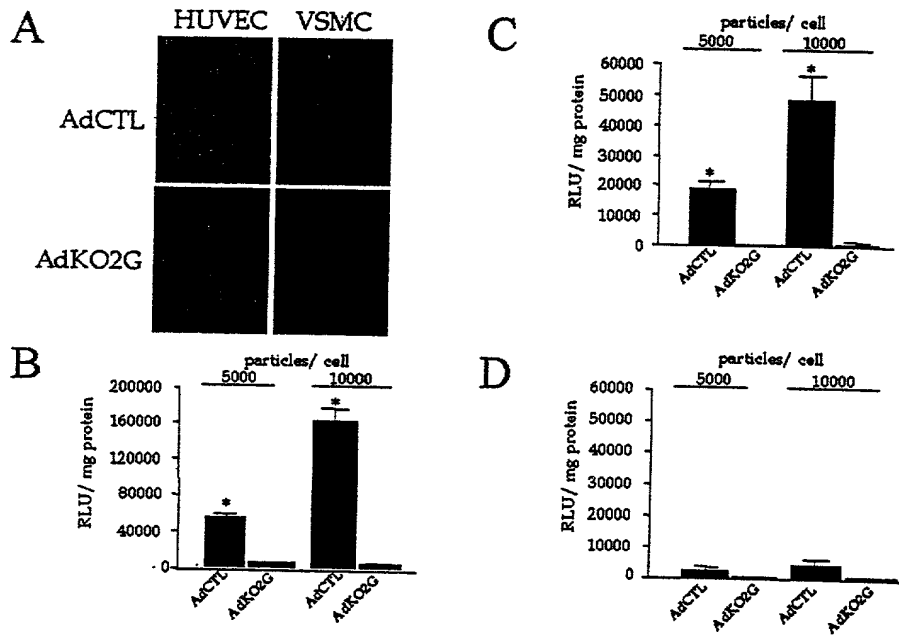 A
HUVEC VSMC
AdCTL
AdKO2G
B
particles/ cell
5000 10000
RLU/ mg protein
200000
160000
120000
80000
40000
0
AdCTL AdKO2G AdCTL AdKO2G
*
*
C
particles/ cell
5000 10000
RLU/ mg protein
60000
50000
40000
30000
20000
10000
0
AdCTL AdKO2G AdCTL AdKO2G
*
*
D
particles/ cell
5000 10000
RLU/ mg protein
60000
50000
40000
30000
20000
10000
0
AdCTL AdKO2G AdCTL AdKO2G